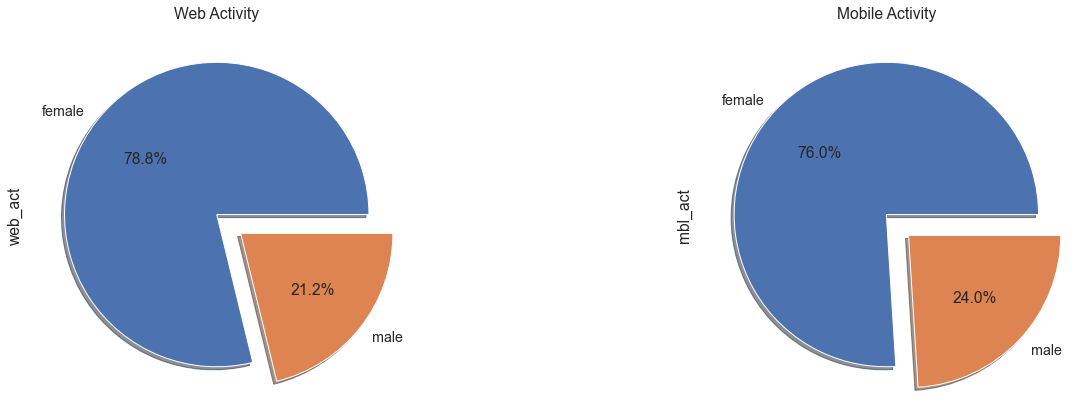 Web Activity
female
78.8%
web_act
21.2%
male
Mobile Activity
female
76.0%
mbl_act
24.0%
male